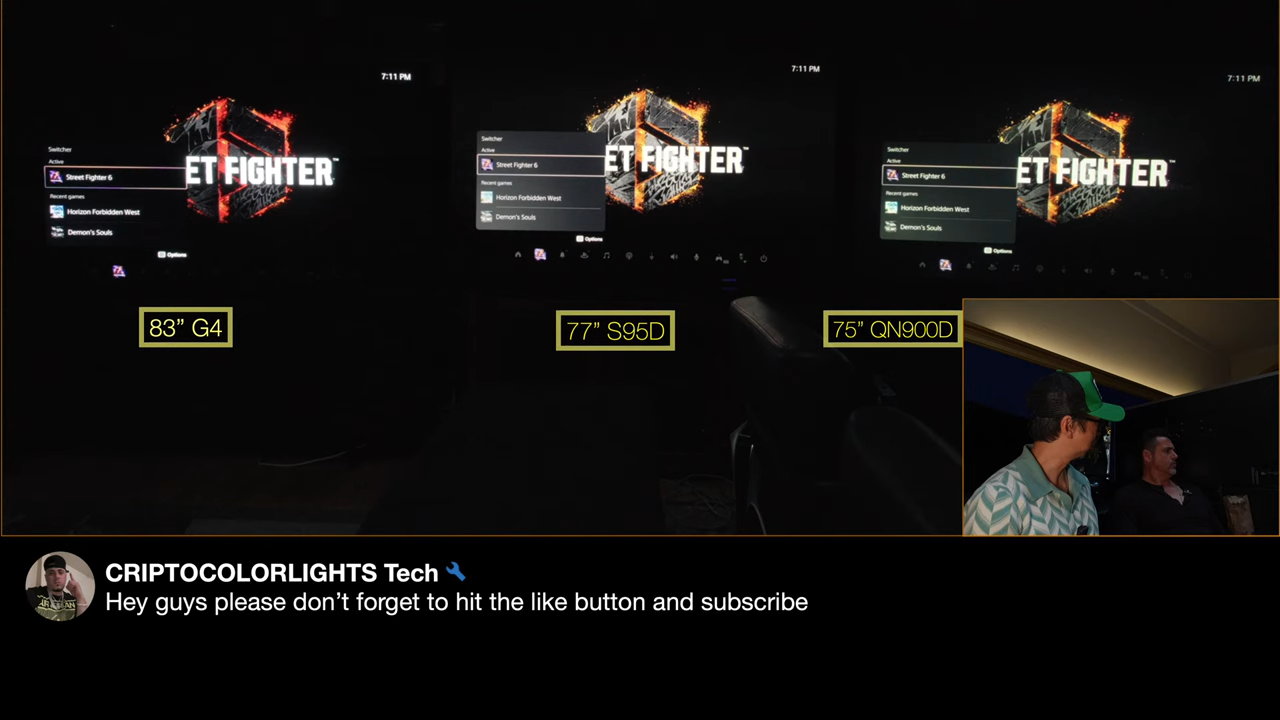 7:11 PM
ET FIGHTER™
Switcher
Active
Street Fighter 6
Recent games
Horizon Forbidden West
Demon's Souls
Options
7:11 PM
ET FIGHTER™
Switcher
Active
Street Fighter 6
Recent games
Horizon Forbidden West
Demon's Souls
Options
7:11 PM
ET FIGHTER™
Switcher
Active
Street Fighter 6
Recent games
Horizon Forbidden West
Demon's Souls
Options
83” G4
77” S95D
75” QN900D
CRIPTOCOLORLIGHTS Tech
Hey guys please don’t forget to hit the like button and subscribe